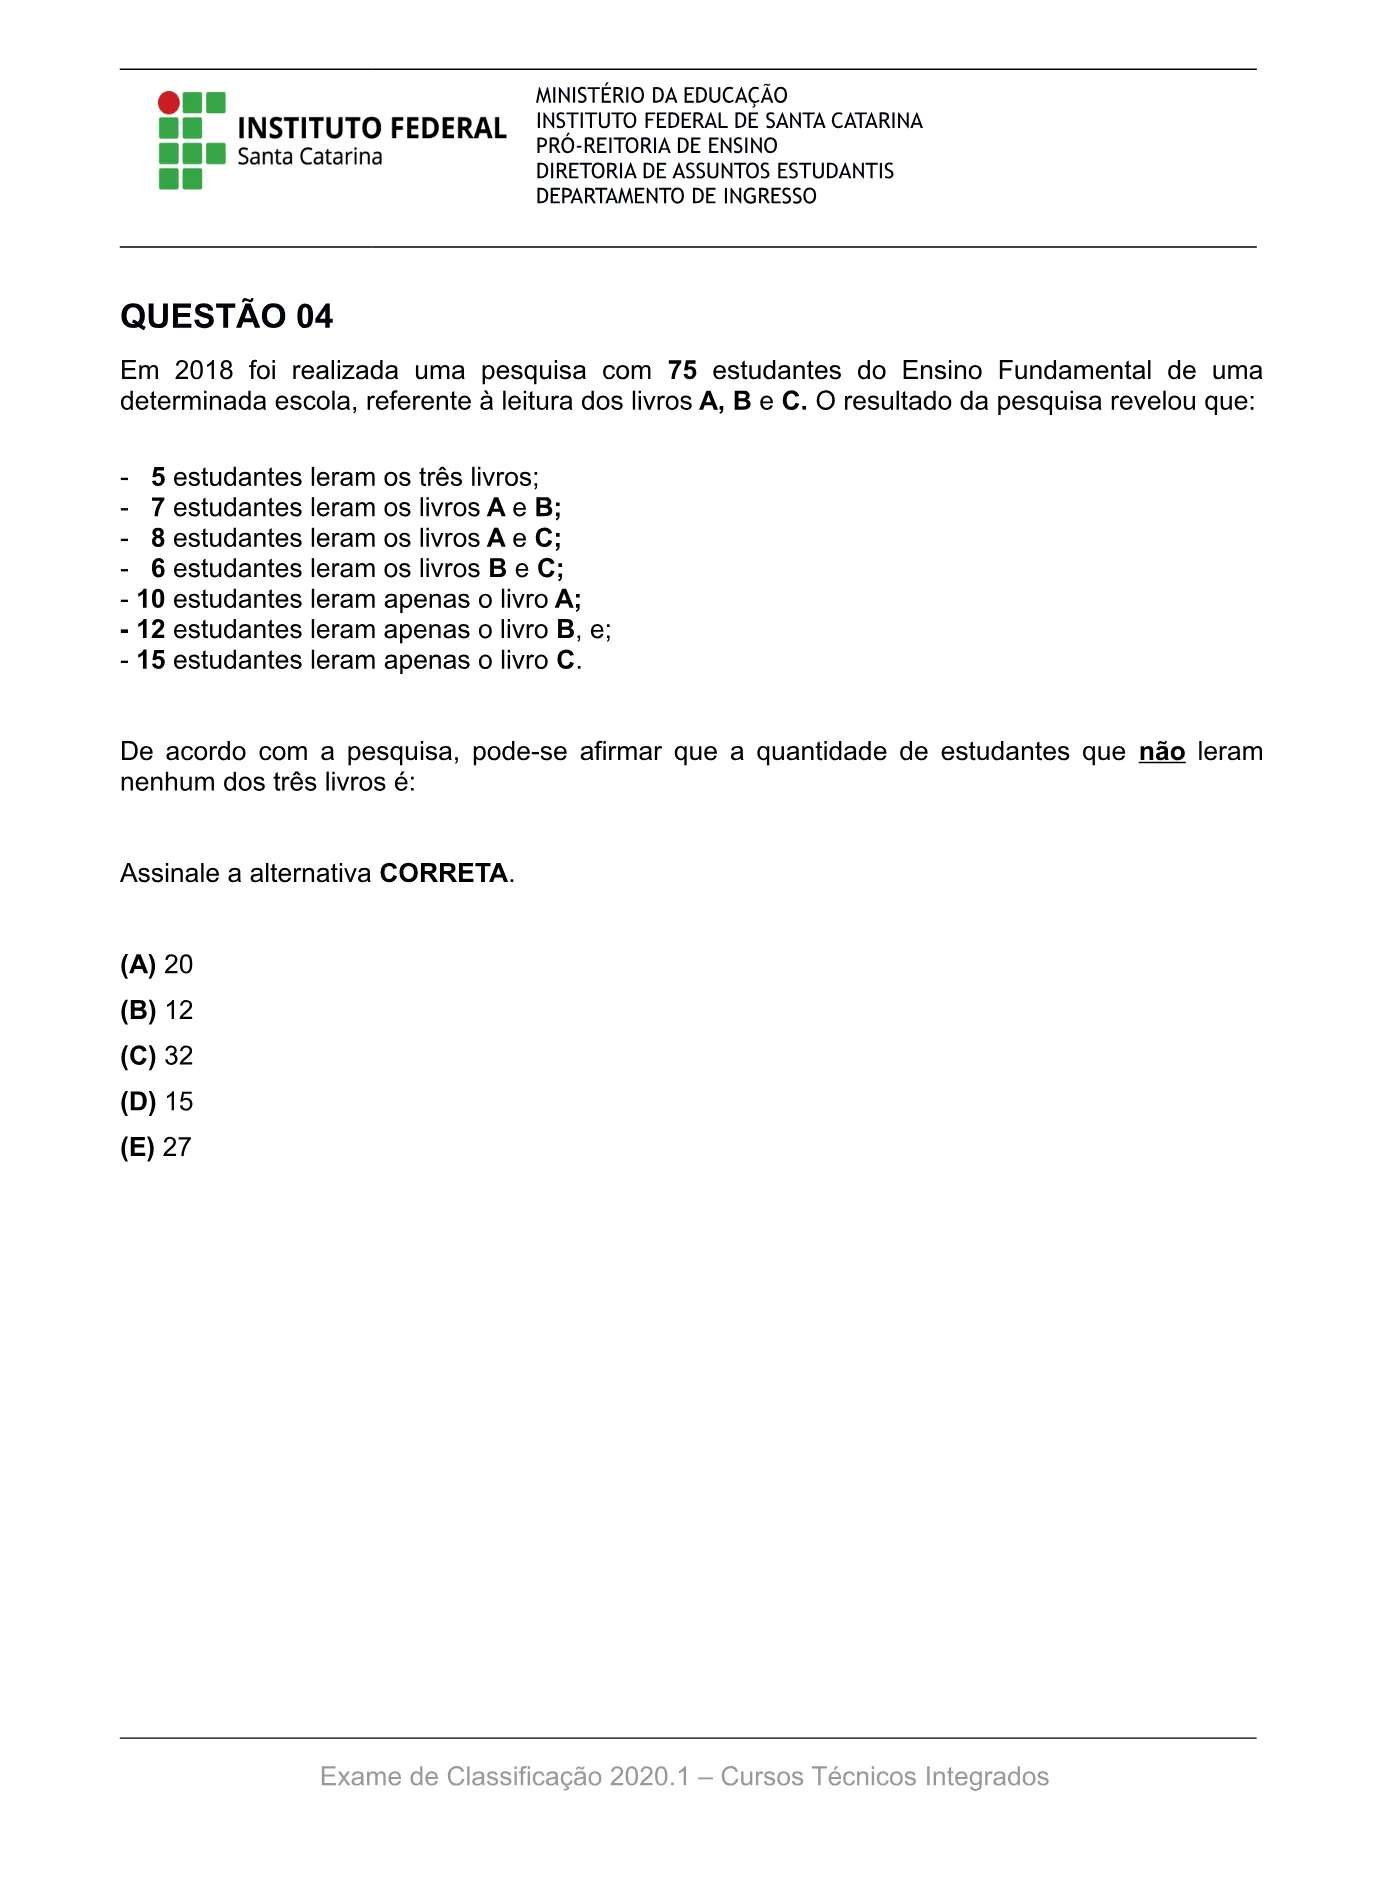 INSTITUTO FEDERAL
Santa Catarina
MINISTÉRIO DA EDUCAÇÃO
INSTITUTO FEDERAL DE SANTA CATARINA
PRÓ-REITORIA DE ENSINO
DIRETORIA DE ASSUNTOS ESTUDANTIS
DEPARTAMENTO DE INGRESSO
QUESTÃO 04
Em 2018 foi realizada uma pesquisa com 75 estudantes do Ensino Fundamental de uma
determinada escola, referente à leitura dos livros A, B e C. O resultado da pesquisa revelou que:
- 5 estudantes leram os três livros;
- 7 estudantes leram os livros A e B;
- 8 estudantes leram os livros A e C;
- 6 estudantes leram os livros B e C;
- 10 estudantes leram apenas o livro A;
- 12 estudantes leram apenas o livro B, e;
- 15 estudantes leram apenas o livro C.
De acordo com a pesquisa, pode-se afirmar que a quantidade de estudantes que não leram
nenhum dos três livros é:
Assinale a alternativa CORRETA.
(A) 20
(B) 12
(C) 32
(D) 15
(E) 27
Exame de Classificação 2020.1 – Cursos Técnicos Integrados